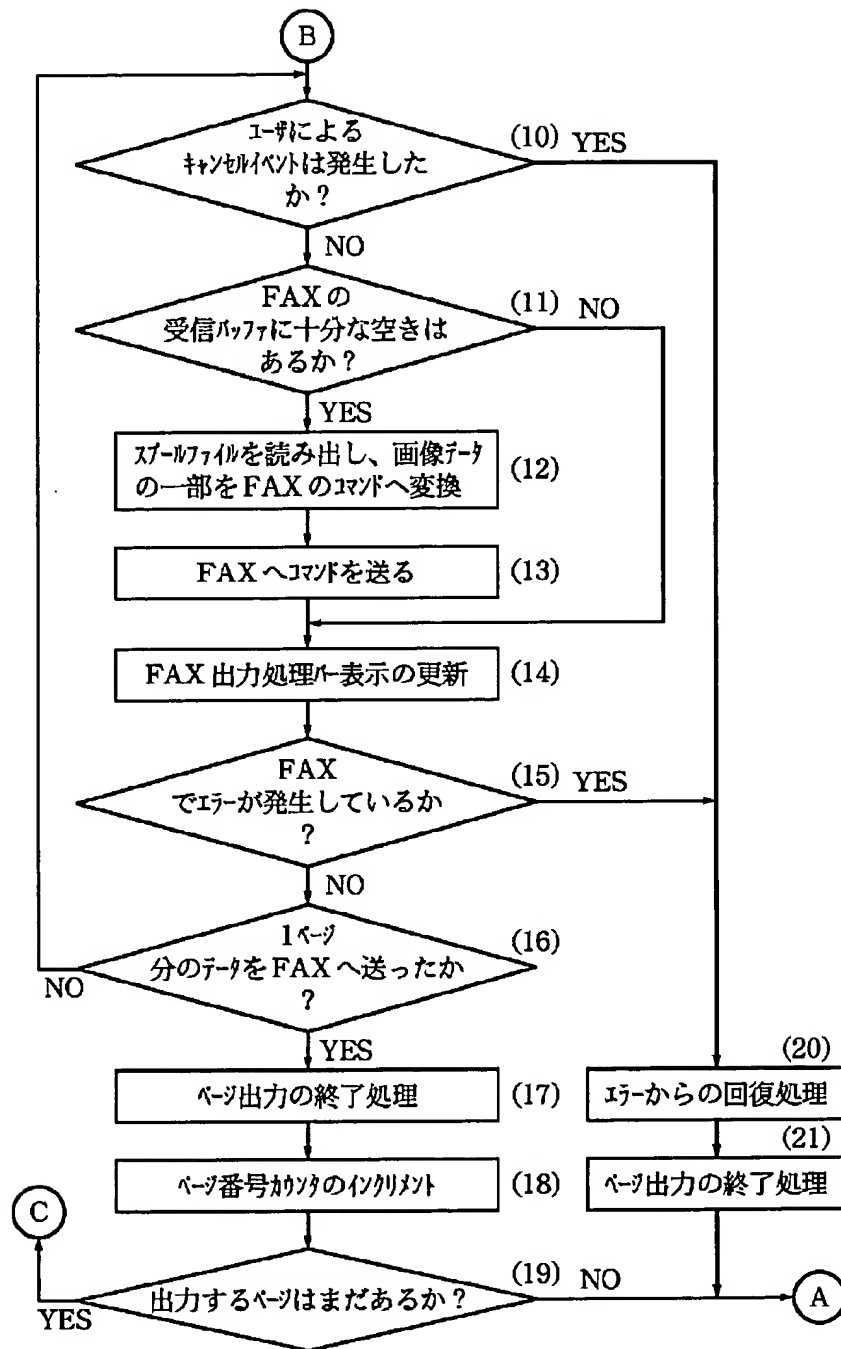 B
ユーザによる
キャンセルイベントは発生した
か?
(10) YES
NO
FAXの
受信バッファに十分な空きは
あるか?
(11) NO
YES
スプールファイルを読み出し、画像データ
の一部をFAXのコマンドへ変換
(12)
FAXへコマンドを送る
(13)
FAX出力処理バー表示の更新
(14)
FAX
でエラーが発生しているか
?
(15) YES
NO
1ページ
分のデータをFAXへ送ったか
?
(16)
NO
YES
ページ出力の終了処理
(17)
(20)
エラーからの回復処理
(21)
ページ番号カウンタのインクリメント
(18)
ページ出力の終了処理
C
出力するページはまだあるか?
(19) NO
YES
A